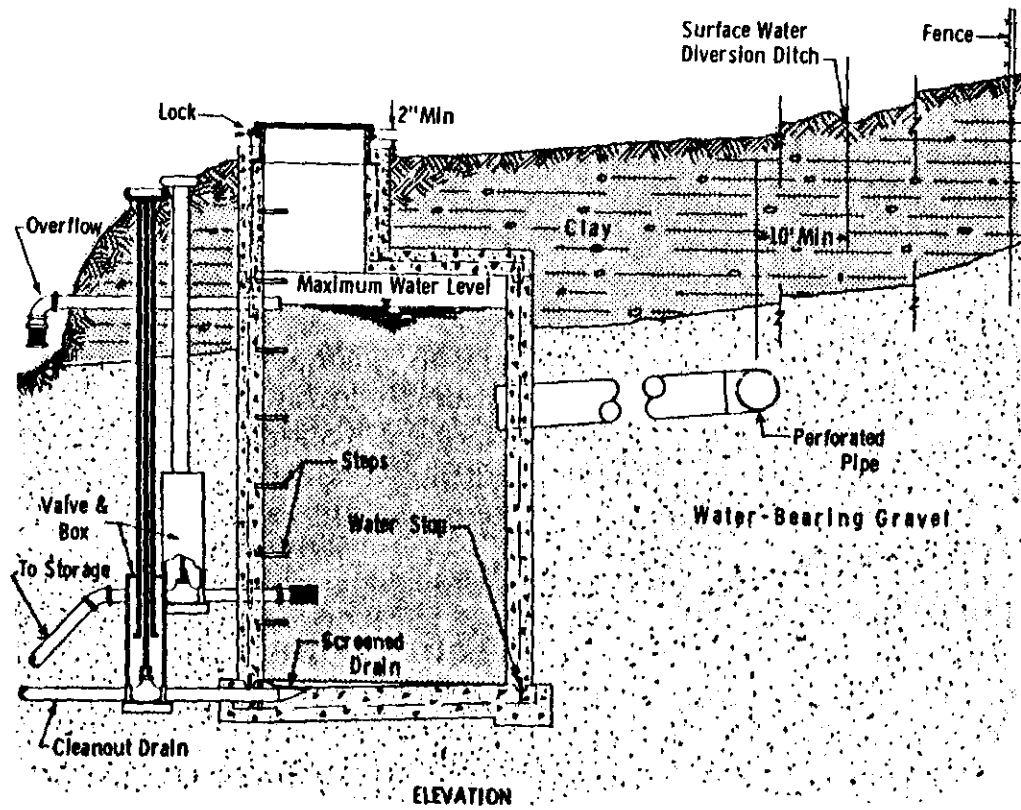 Surface Water
Diversion Ditch
Fence
Lock
2"Min
Overflow
Clay
10' Min
Maximum Water Level
Perforated
Pipe
Steps
Valve &
Box
Water Stop
Water-Bearing Gravel
To Storage
Screened
Drain
Cleanout Drain
ELEVATION